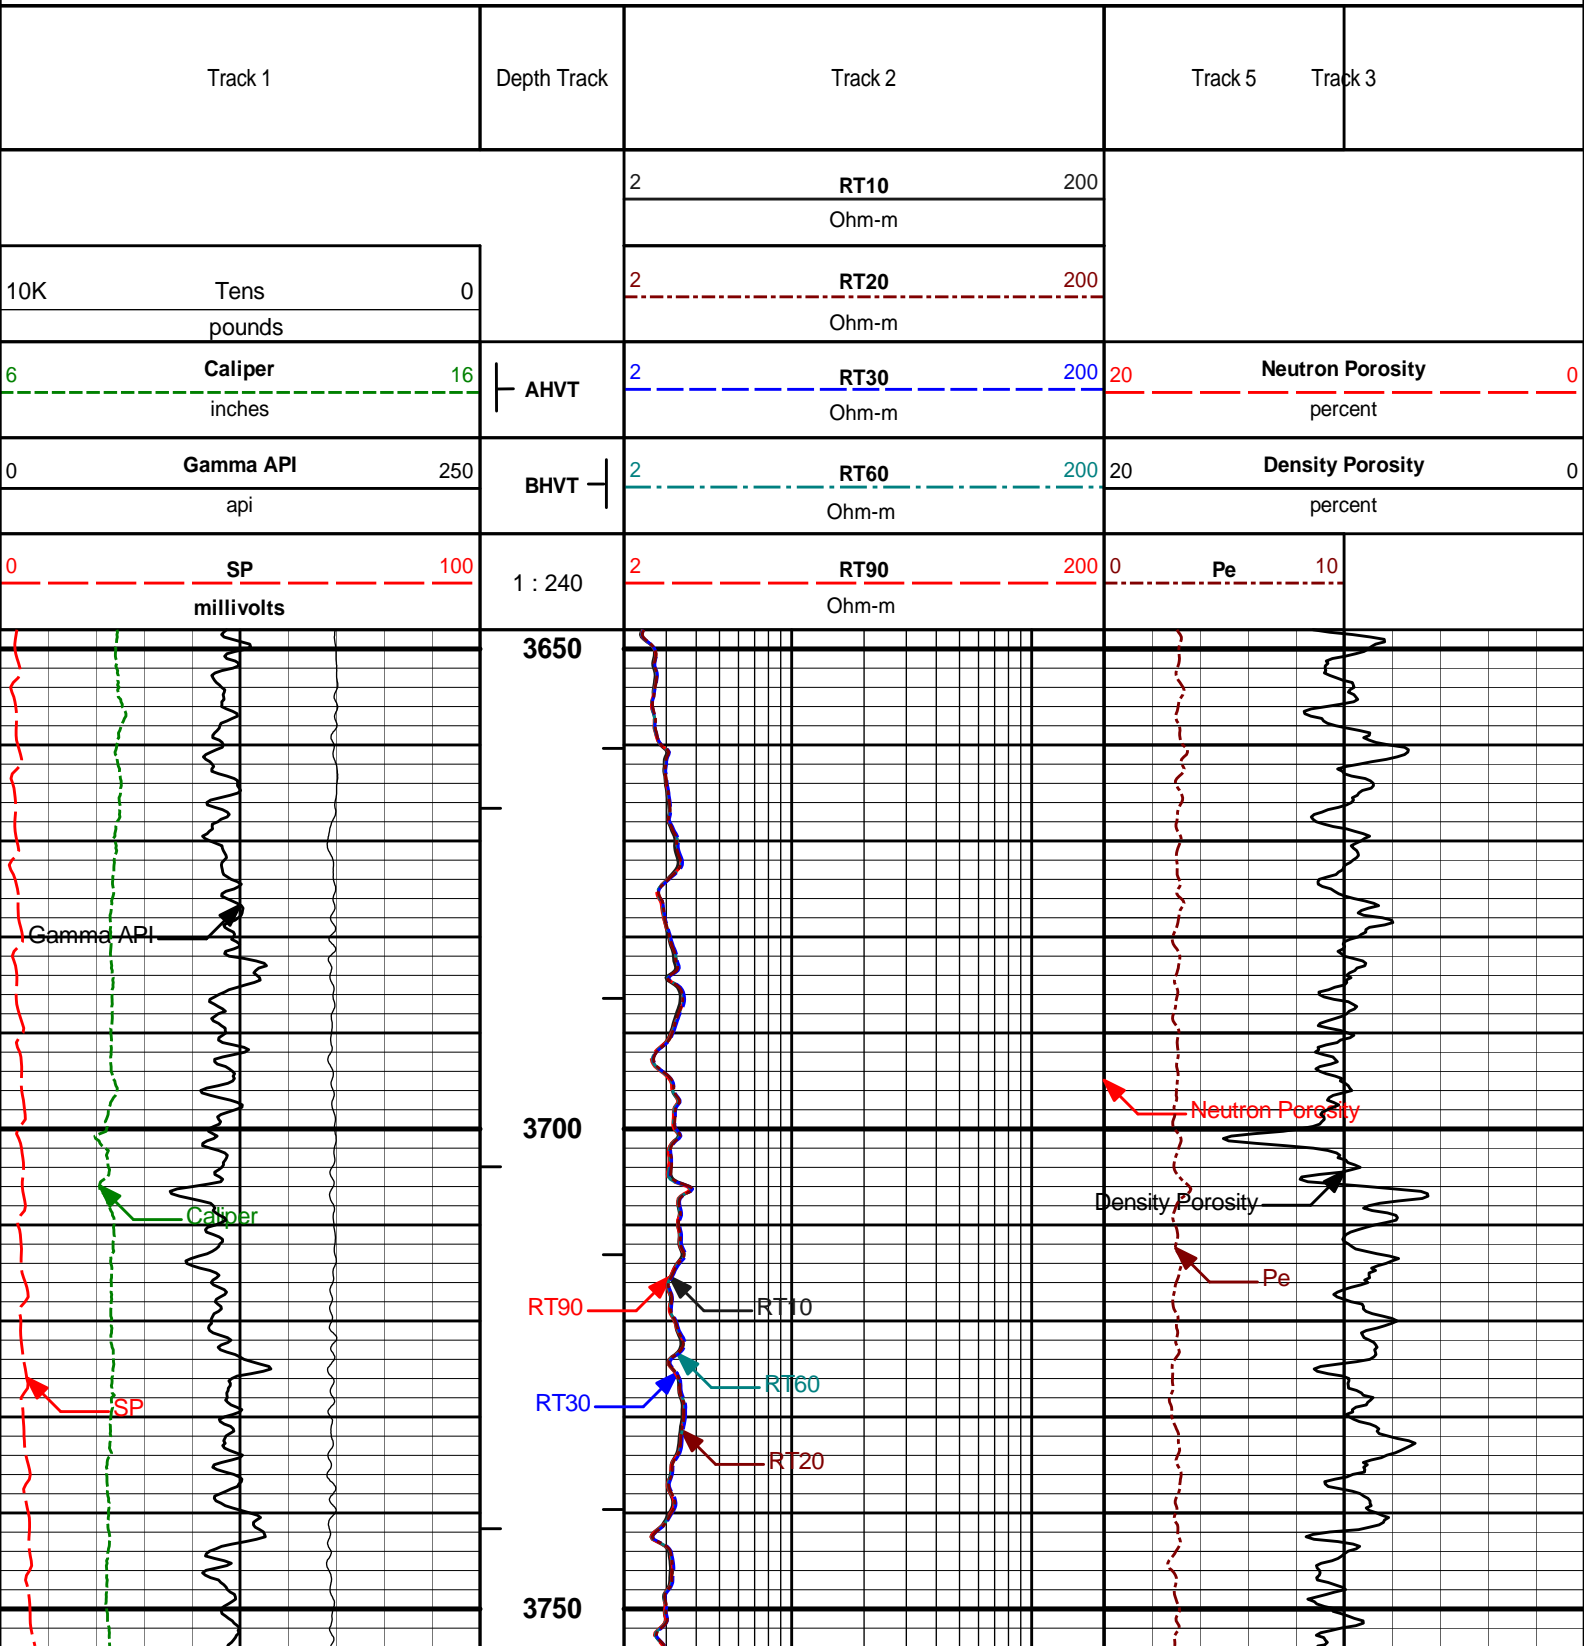 Track 1
Depth Track
Track 2
Track 5
Track 3
2 RT10 200
Ohm-m
10K Tens 0
pounds
2 RT20 200
Ohm-m
6 Caliper 16
inches
AHVT
2 RT30 200
Ohm-m
20 Neutron Porosity 0
percent
0 Gamma API 250
api
BHVT
2 RT60 200
Ohm-m
20 Density Porosity 0
percent
0 SP 100
millivolts
1 : 240
2 RT90 200
Ohm-m
0 Pe 10
3650
Gamma API
Neutron Porosity
3700
Density Porosity
Caliper
Pe
RT90
RT10
RT60
RT30
SP
RT20
3750